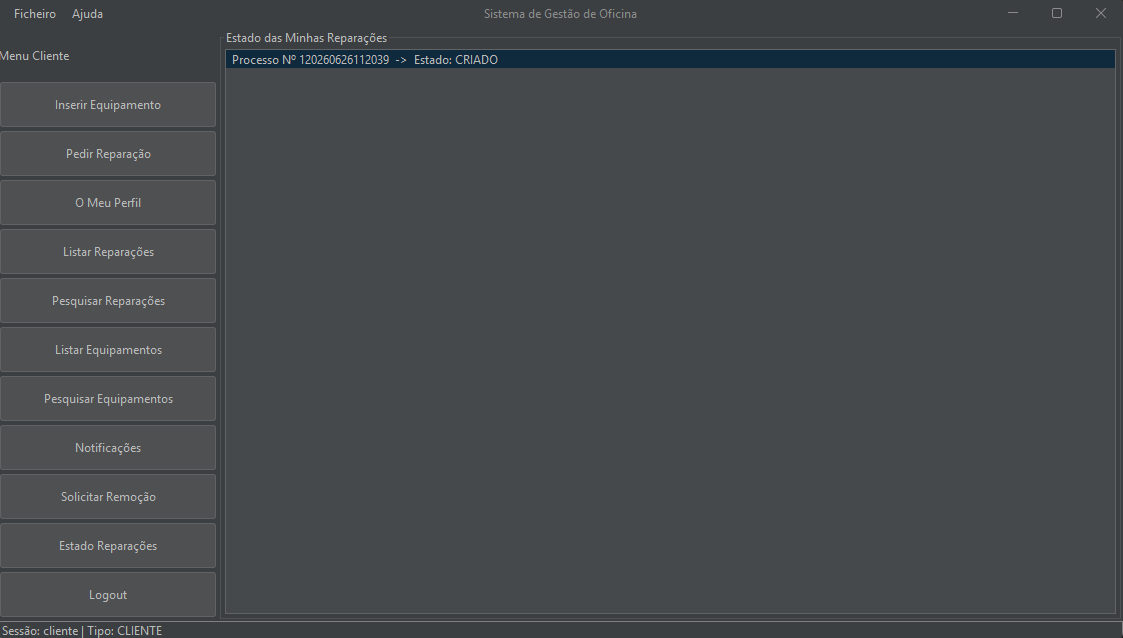 Ficheiro Ajuda Sistema de Gestão de Oficina
Menu Cliente
Inserir Equipamento
Pedir Reparação
O Meu Perfil
Listar Reparações
Pesquisar Reparações
Listar Equipamentos
Pesquisar Equipamentos
Notificações
Solicitar Remoção
Estado Reparações
Logout
Estado das Minhas Reparações
Processo Nº 120260626112039 -> Estado: CRIADO
Sessão: cliente | Tipo: CLIENTE